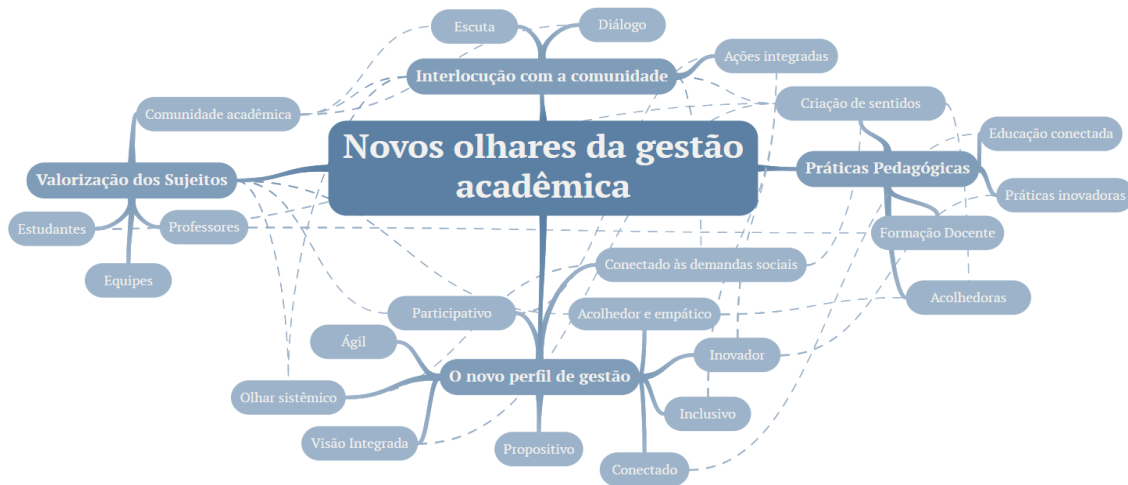 Escuta
Diálogo
Interlocução com a comunidade
Ações integradas
Comunidade acadêmica
Criação de sentidos
Educação conectada
Novos olhares da gestão
acadêmica
Valorização dos Sujeitos
Práticas Pedagógicas
Práticas inovadoras
Estudantes
Professores
Formação Docente
Equipes
Conectado às demandas sociais
Acolhedoras
Participativo
Acolhedor e empático
Ágil
Inovador
O novo perfil de gestão
Olhar sistêmico
Inclusivo
Visão Integrada
Propositivo
Conectado